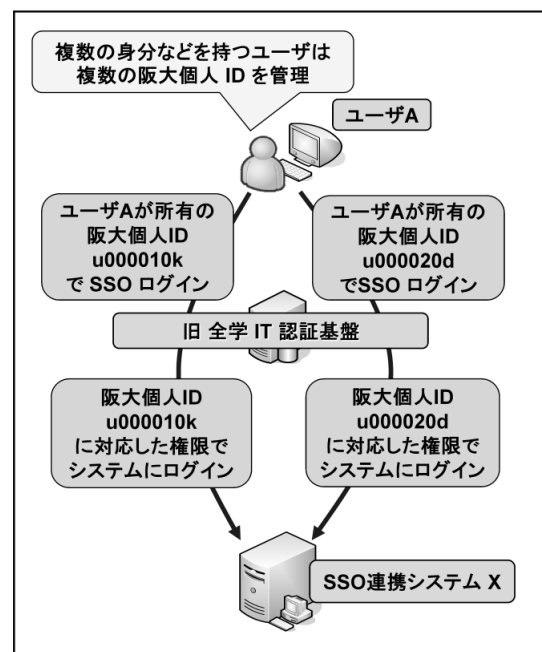 複数の身分などを持つユーザは
複数の阪大個人 ID を管理
ユーザA
ユーザAが所有の
阪大個人ID
u000010k
で SSO ログイン
ユーザAが所有の
阪大個人ID
u000020d
でSSO ログイン
旧 全学 IT 認証基盤
阪大個人ID
u000010k
に対応した権限で
システムにログイン
阪大個人ID
u000020d
に対応した権限で
システムにログイン
SSO連携システム X